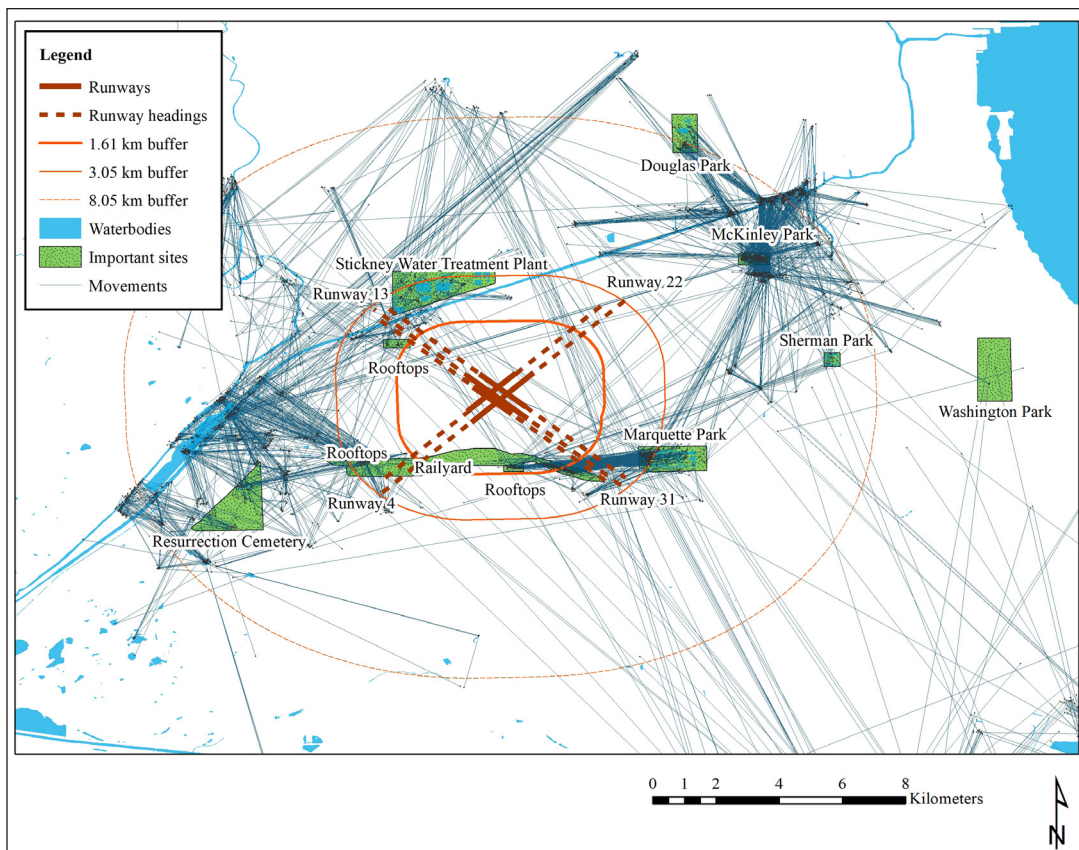 Legend
Runways
Runway headings
1.61 km buffer
3.05 km buffer
8.05 km buffer
Waterbodies
Important sites
Movements
Douglas Park
McKinley Park
Stickney Water Treatment Plant
Runway 13
Runway 22
Rooftops
Sherman Park
Washington Park
Marquette Park
Rooftops
Railyard
Rooftops
Runway 4
Runway 31
Resurrection Cemetery
0 1 2 4 6 8
Kilometers
N